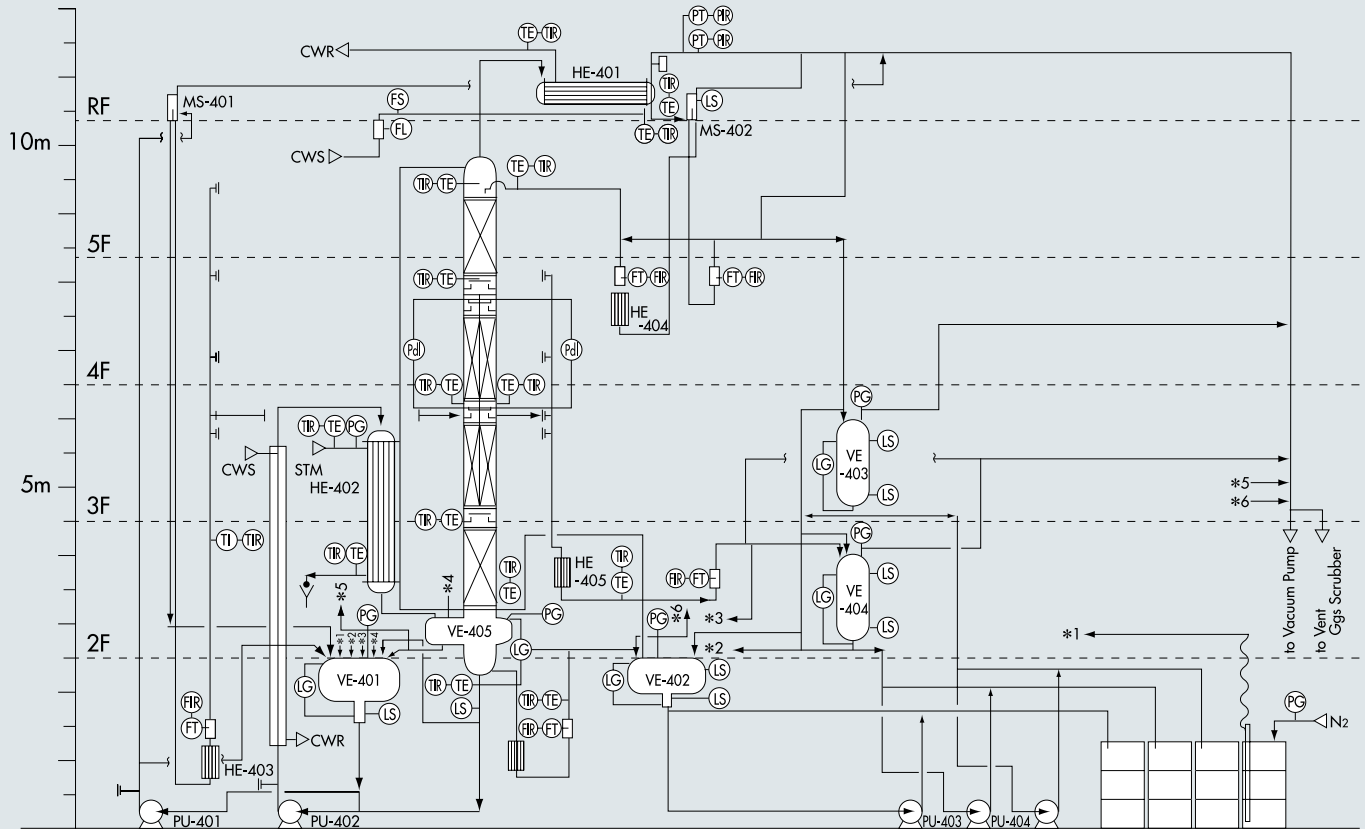 PT PIR
TE TIR
PT PIR
CWR
HE-401
TIR
MS-401
FS
LS
RF
TE
FL
TE TIR
MS-402
10m
CWS
TE TIR
TIR TE
5F
TIR TE
FT FIR
FT FIR
HE
-404
PdI
PdI
4F
TIR TE
TE TIR
PG
TIR TE PG
LS
CWS
STM
VE
-403
LG
HE-402
5m
LS
*5
*6
3F
TIR TE
PG
TI TIR
TIR TE
HE
-405
TIR
TIR
TE
TE
FIR FT
LS
LG
VE
-404
to Vacuum Pump
to Vent
Ggs Scrubber
*5
*4
PG
PG
*6
*3
LS
*1
*1
*2
*3
*4
VE-405
PG
2F
LG
*2
LG
VE-401
TIR TE
LG
VE-402
LS
FIR
LS
LS
TIR TE
LS
PG
FT
FIR FT
N2
CWR
HE-403
PU-401
PU-402
PU-403
PU-404